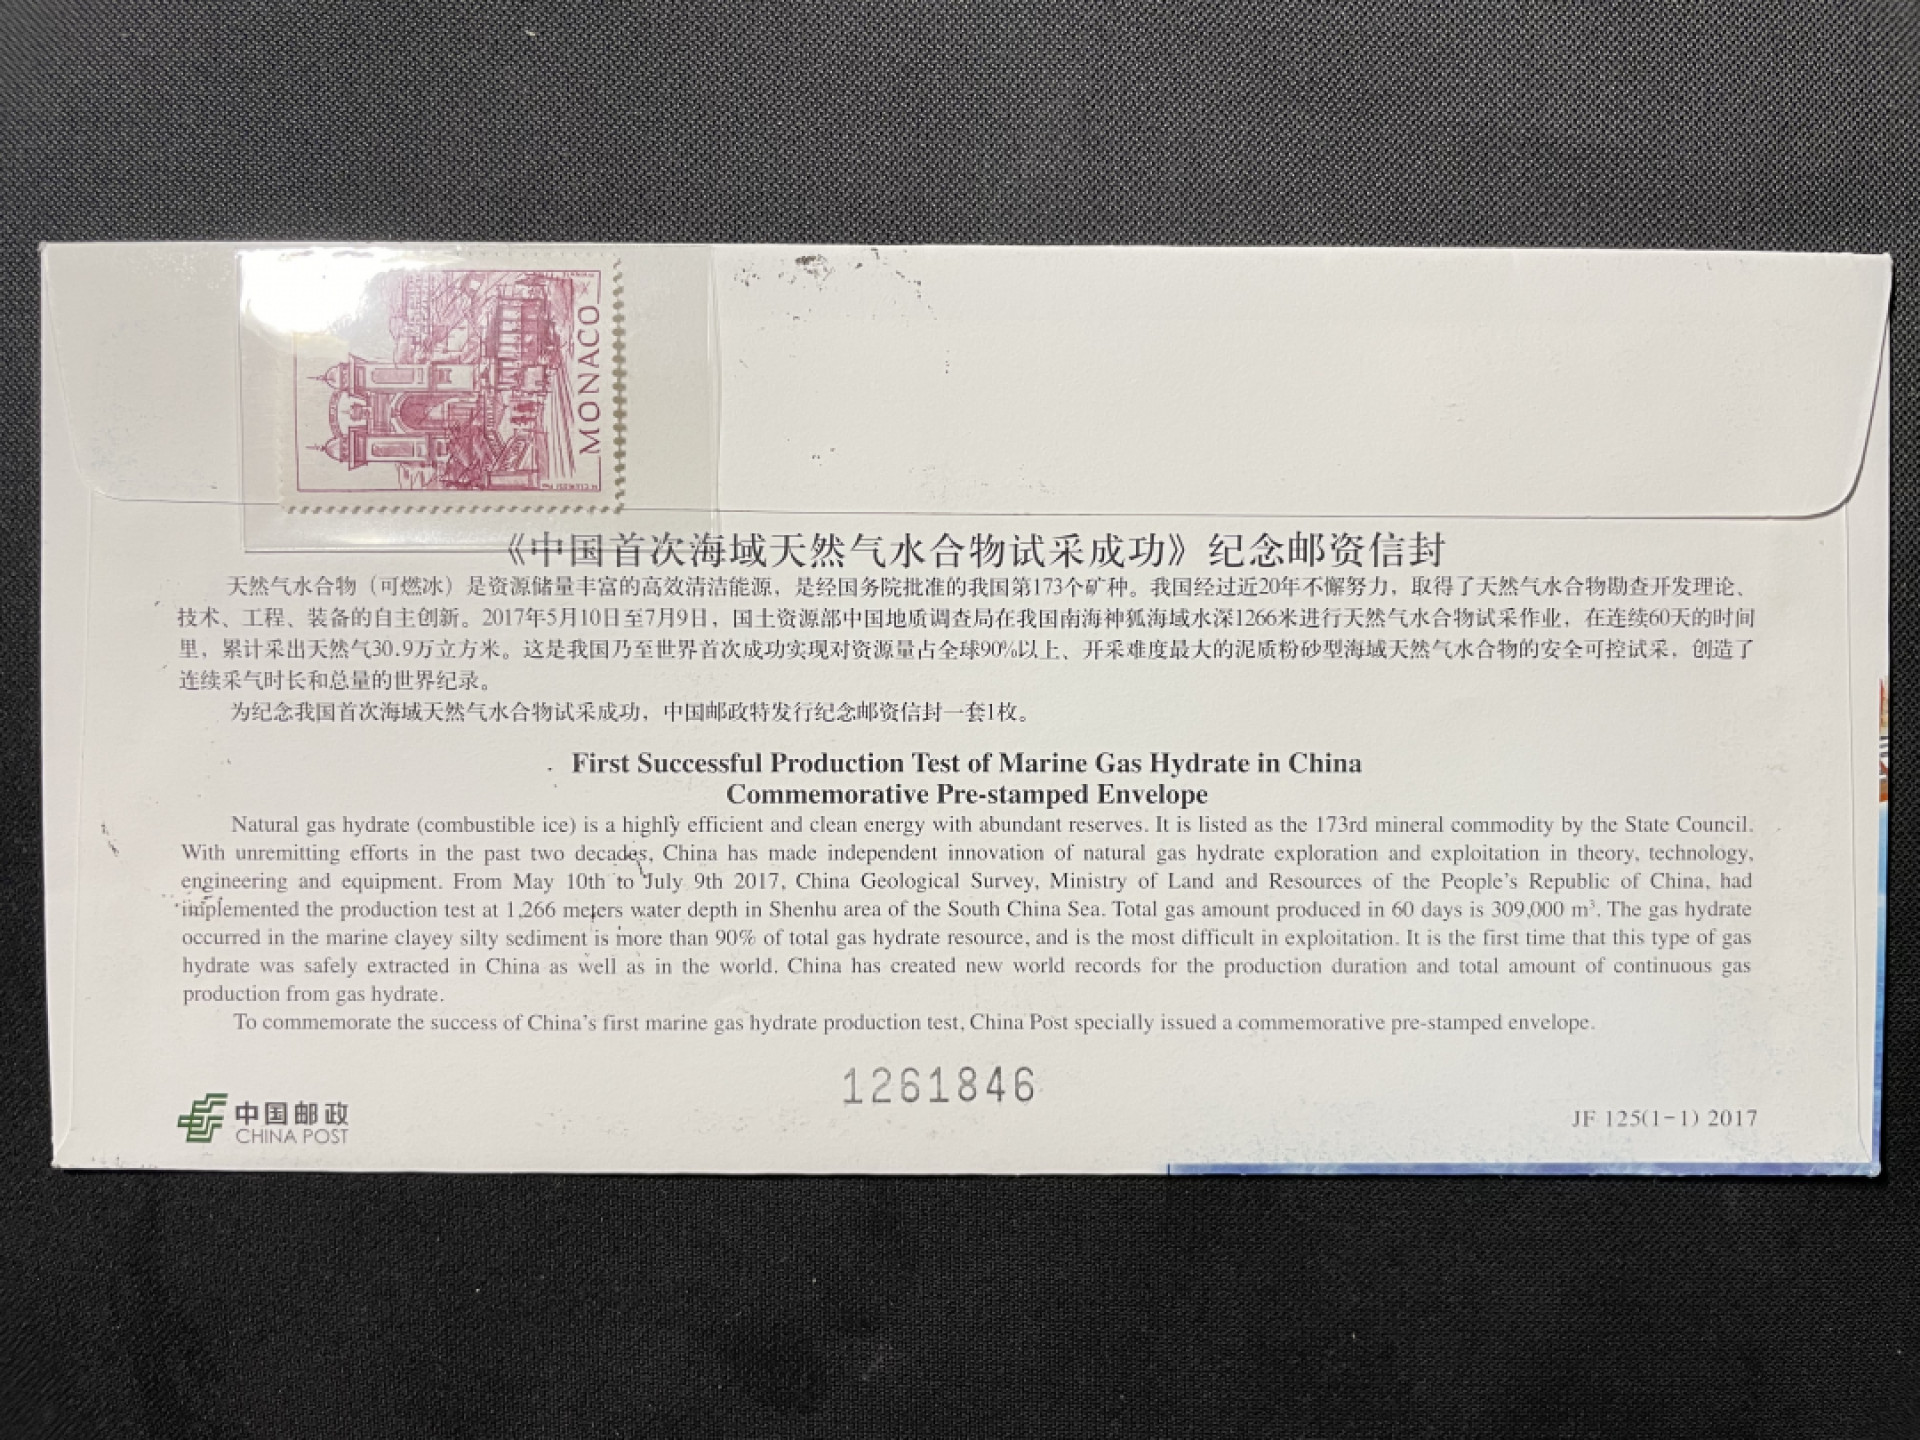 MONACO
《中国首次海域天然气水合物试采成功》纪念邮资信封
天然气水合物（可燃冰）是资源储量丰富的高效清洁能源，是经国务院批准的我国第173个矿种。我国经过近20年不懈努力，取得了天然气水合物勘查开发理论、
技术、工程、装备的自主创新。2017年5月10日至7月9日，国土资源部中国地质调查局在我国南海神狐海域水深1266米进行天然气水合物试采作业，在连续60天的时间
里，累计采出天然气30.9万立方米。这是我国乃至世界首次成功实现对资源量占全球90%以上、开采难度最大的泥质粉砂型海域天然气水合物的安全可控试采，创造了
连续采气时长和总量的世界纪录。
为纪念我国首次海域天然气水合物试采成功，中国邮政特发行纪念邮资信封一套1枚。
First Successful Production Test of Marine Gas Hydrate in China
Commemorative Pre-stamped Envelope
Natural gas hydrate (combustible ice) is a highly efficient and clean energy with abundant reserves. It is listed as the 173rd mineral commodity by the State Council.
With unremitting efforts in the past two decades, China has made independent innovation of natural gas hydrate exploration and exploitation in theory, technology,
engineering and equipment. From May 10th to July 9th 2017, China Geological Survey, Ministry of Land and Resources of the People's Republic of China, had
implemented the production test at 1,266 meters water depth in Shenhu area of the South China Sea. Total gas amount produced in 60 days is 309,000 m³. The gas hydrate
occurred in the marine clayey silty sediment is more than 90% of total gas hydrate resource, and is the most difficult in exploitation. It is the first time that this type of gas
hydrate was safely extracted in China as well as in the world. China has created new world records for the production duration and total amount of continuous gas
production from gas hydrate.
To commemorate the success of China's first marine gas hydrate production test, China Post specially issued a commemorative pre-stamped envelope.
1261846
中国邮政
CHINA POST
JF 125(1-1) 2017